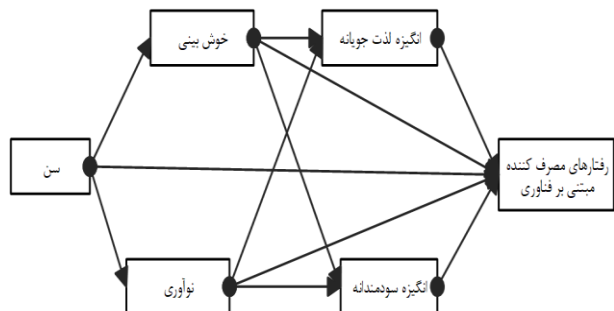 خوش بینی
انگیزه لذت جویانه
سن
رفتارهای مصرف کننده
مبتنی بر فناوری
نوآوری
انگیزه سودمندانه